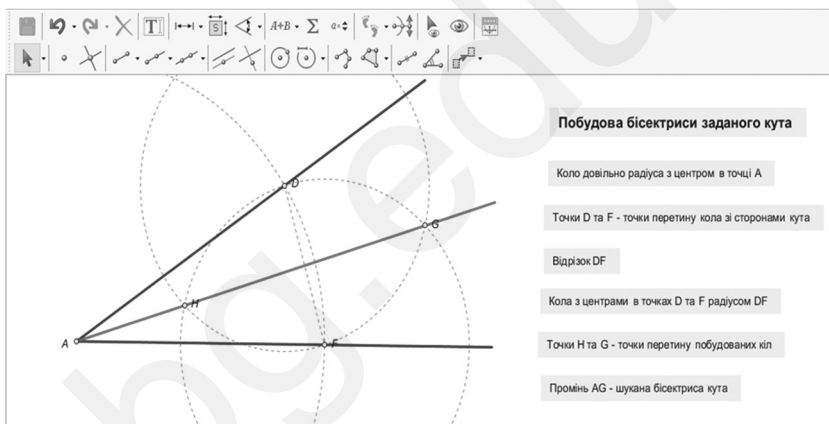 A+B
Σ
a=
Побудова бісектриси заданого кута
Коло довільно радіуса з центром в точці A
Точки D та F - точки перетину кола зі сторонами кута
Відрізок DF
Кола з центрами в точках D та F радіусом DF
Точки H та G - точки перетину побудованих кіл
Промінь AG - шукана бісектриса кута
D
G
H
A
F